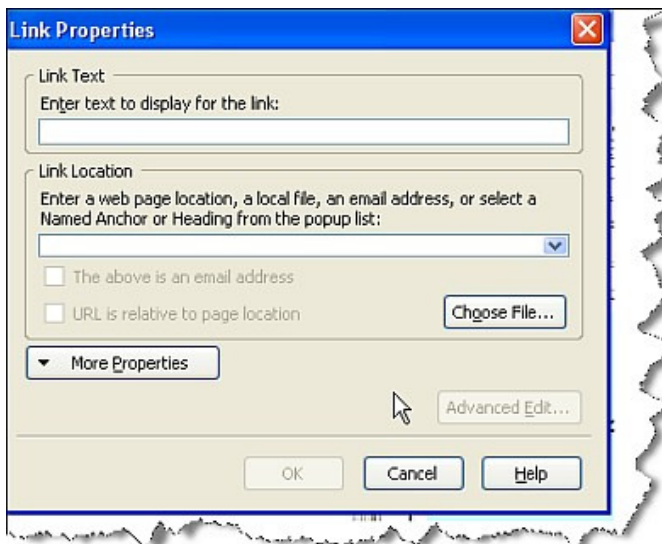 Link Properties
Link Text
Enter text to display for the link:
Link Location
Enter a web page location, a local file, an email address, or select a
Named Anchor or Heading from the popup list:
The above is an email address
URL is relative to page location
Choose File...
More Properties
Advanced Edit...
OK Cancel Help